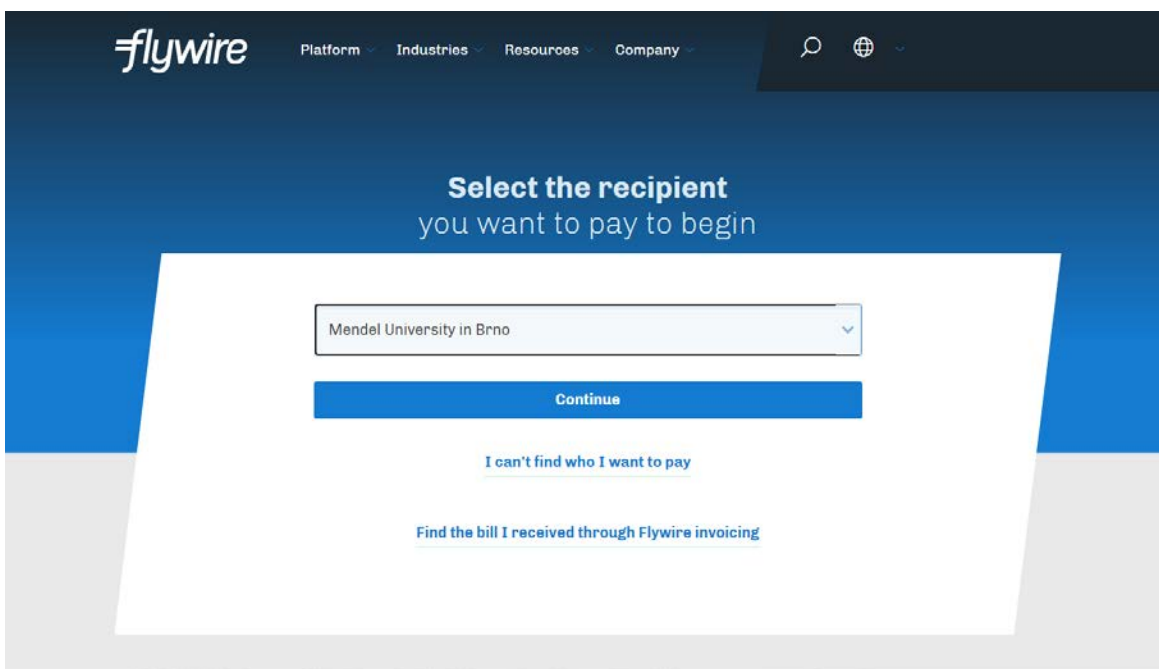 flywire
Platform Industries Resources Company
Select the recipient
you want to pay to begin
Mendel University in Brno
Continue
I can't find who I want to pay
Find the bill I received through Flywire invoicing